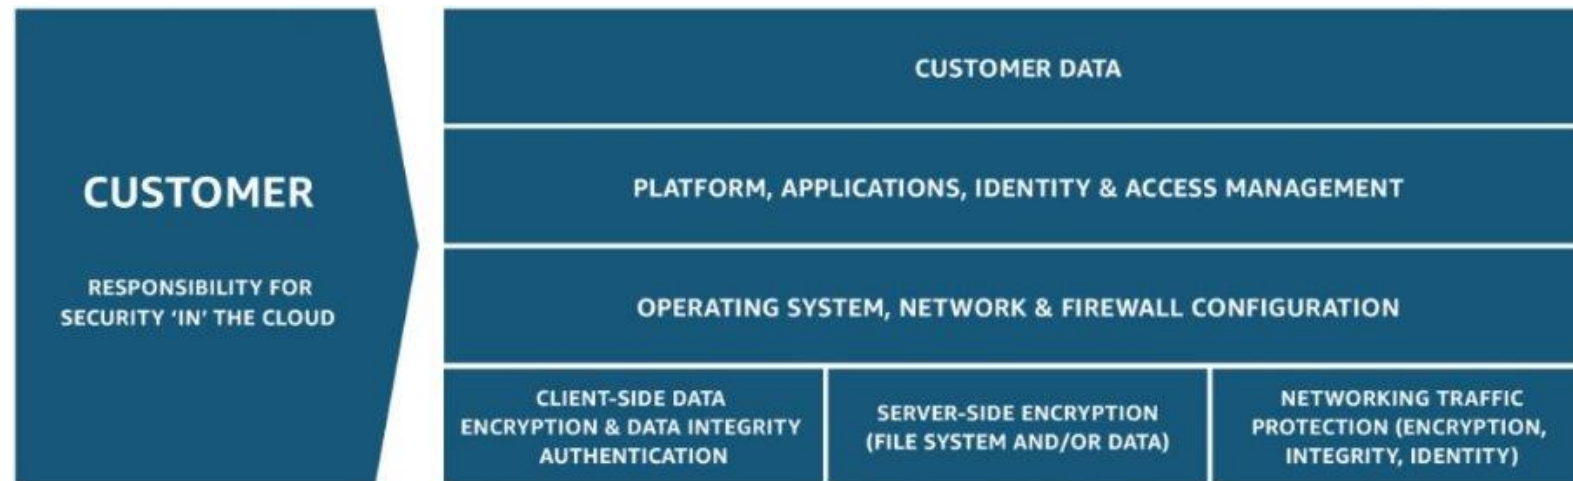 CUSTOMER
RESPONSIBILITY FOR
SECURITY ‘IN’ THE CLOUD
CUSTOMER DATA
PLATFORM, APPLICATIONS, IDENTITY & ACCESS MANAGEMENT
OPERATING SYSTEM, NETWORK & FIREWALL CONFIGURATION
CLIENT-SIDE DATA
ENCRYPTION & DATA INTEGRITY
AUTHENTICATION
SERVER-SIDE ENCRYPTION
(FILE SYSTEM AND/OR DATA)
NETWORKING TRAFFIC
PROTECTION (ENCRYPTION,
INTEGRITY, IDENTITY)